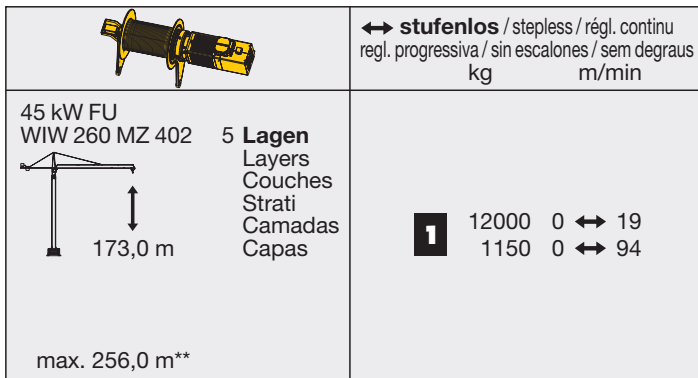 ↔ stufenlos / stepless / régl. continu
regl. progressiva / sin escalones / sem degraus
kg m/min
45 kW FU
WIW 260 MZ 402 5 Lagen
Layers
Couches
Strati
Camadas
173,0 m Capas
max. 256,0 m**
1 12000 0 ↔ 19
1150 0 ↔ 94